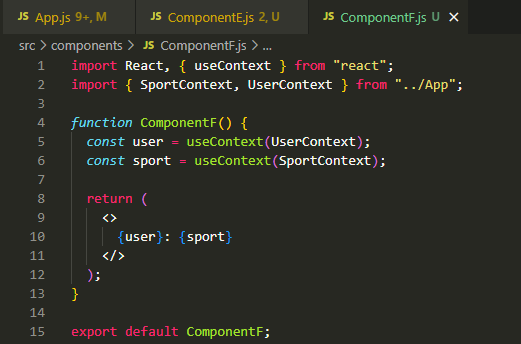 JS App.js 9+, M JS ComponentE.js 2, U JS ComponentF.js U ×
src > components > JS ComponentF.js > ...
1 import React, { useContext } from "react";
2 import { SportContext, UserContext } from "../App";
3
4 function ComponentF() {
5 const user = useContext(UserContext);
6 const sport = useContext(SportContext);
7
8 return (
9 <>
10 {user}: {sport}
11 </>
12 );
13 }
14
15 export default ComponentF;